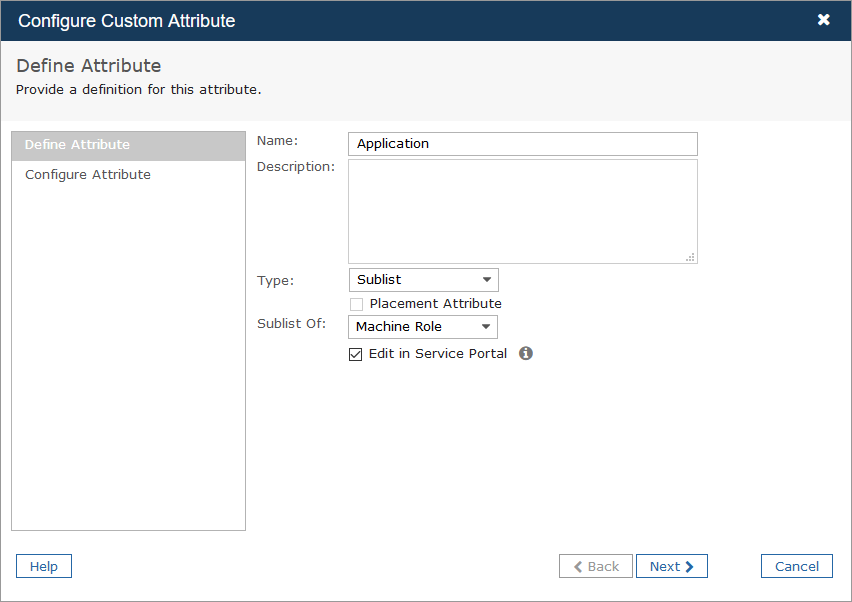 Configure Custom Attribute
Define Attribute
Provide a definition for this attribute.
Define Attribute
Configure Attribute
Name:
Application
Description:
Type:
Sublist
Placement Attribute
Sublist Of:
Machine Role
Edit in Service Portal
Help
Back
Next
Cancel